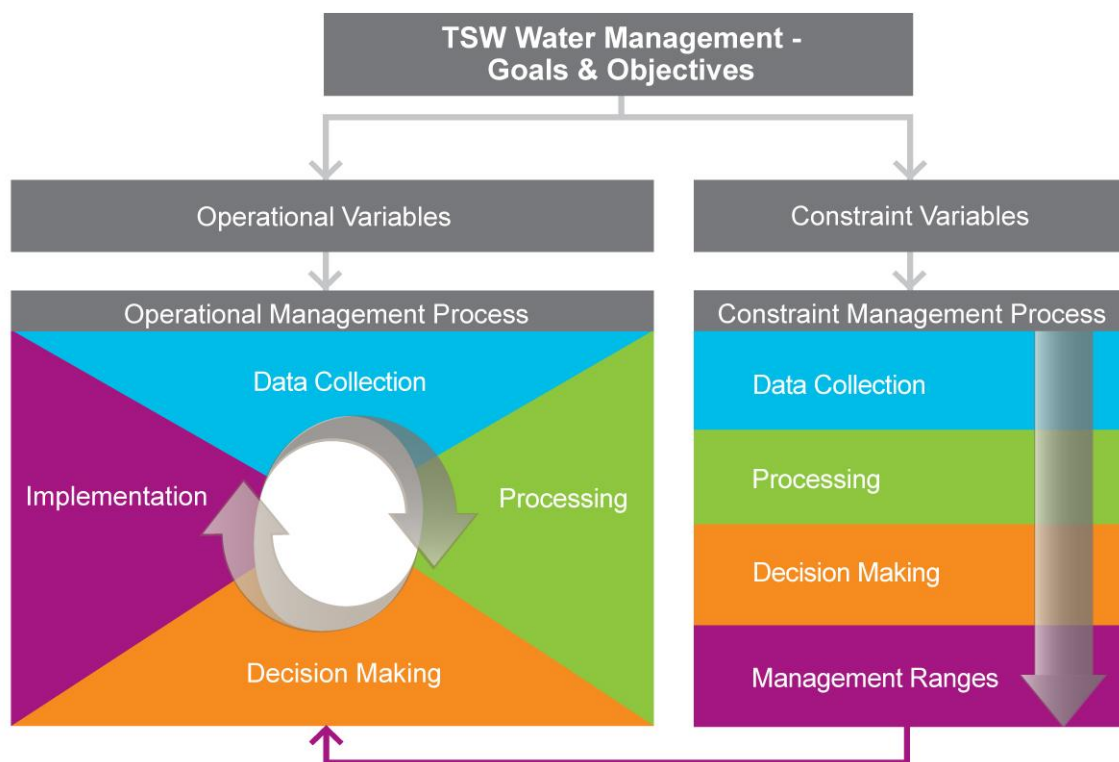 TSW Water Management -
Goals & Objectives
Operational Variables
Constraint Variables
Operational Management Process
Constraint Management Process
Data Collection
Implementation
Processing
Decision Making
Data Collection
Processing
Decision Making
Management Ranges